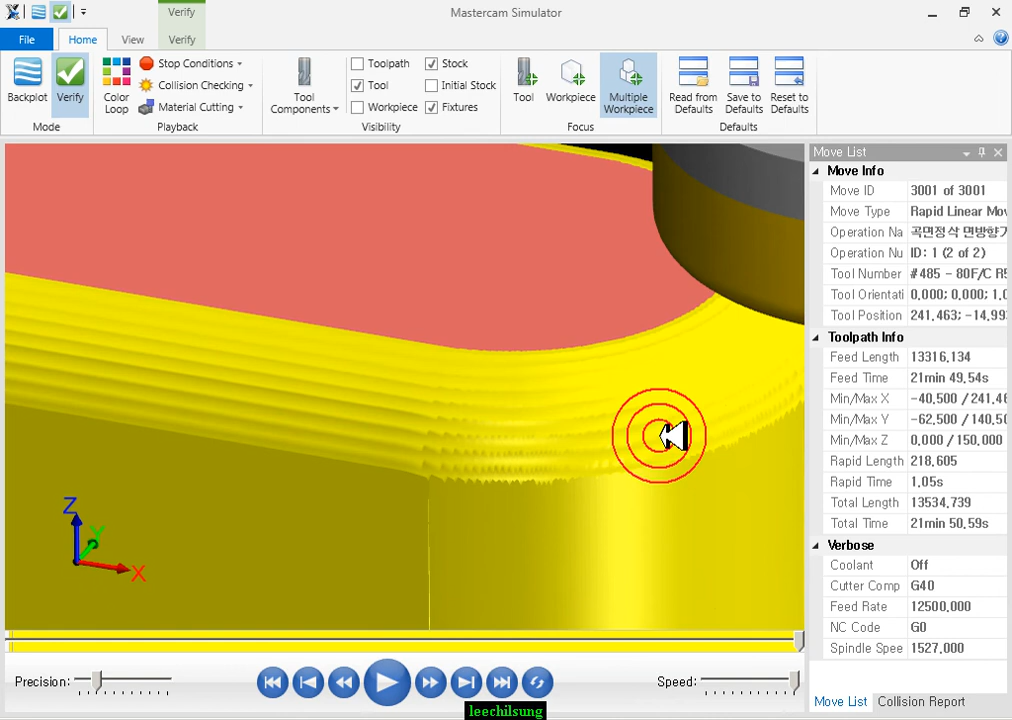 Verify
Mastercam Simulator
File
Home
View
Verify
Backplot
Verify
Mode
Color Loop
Stop Conditions
Collision Checking
Material Cutting
Playback
Tool Components
Toolpath
Tool
Workpiece
Stock
Initial Stock
Fixtures
Visibility
Tool
Workpiece
Multiple Workpiece
Focus
Read from Defaults
Save to Defaults
Reset to Defaults
Defaults
Move List
Move Info
Move ID 3001 of 3001
Move Type Rapid Linear Mov
Operation Na 곡면정삭 면방향가
Operation Nu ID: 1 (2 of 2)
Tool Number #485 - 80F/C R5
Tool Orientati 0.000; 0.000; 1.0
Tool Position 241.463; -14.99
Toolpath Info
Feed Length 13316.134
Feed Time 21min 49.54s
Min/Max X -40.500 / 241.46
Min/Max Y -62.500 / 140.50
Min/Max Z 0.000 / 150.000
Rapid Length 218.605
Rapid Time 1.05s
Total Length 13534.739
Total Time 21min 50.59s
Verbose
Coolant Off
Cutter Comp G40
Feed Rate 12500.000
NC Code G0
Spindle Spee 1527.000
Z
Y
X
Precision:
Speed:
Move List
Collision Report
leechilsung